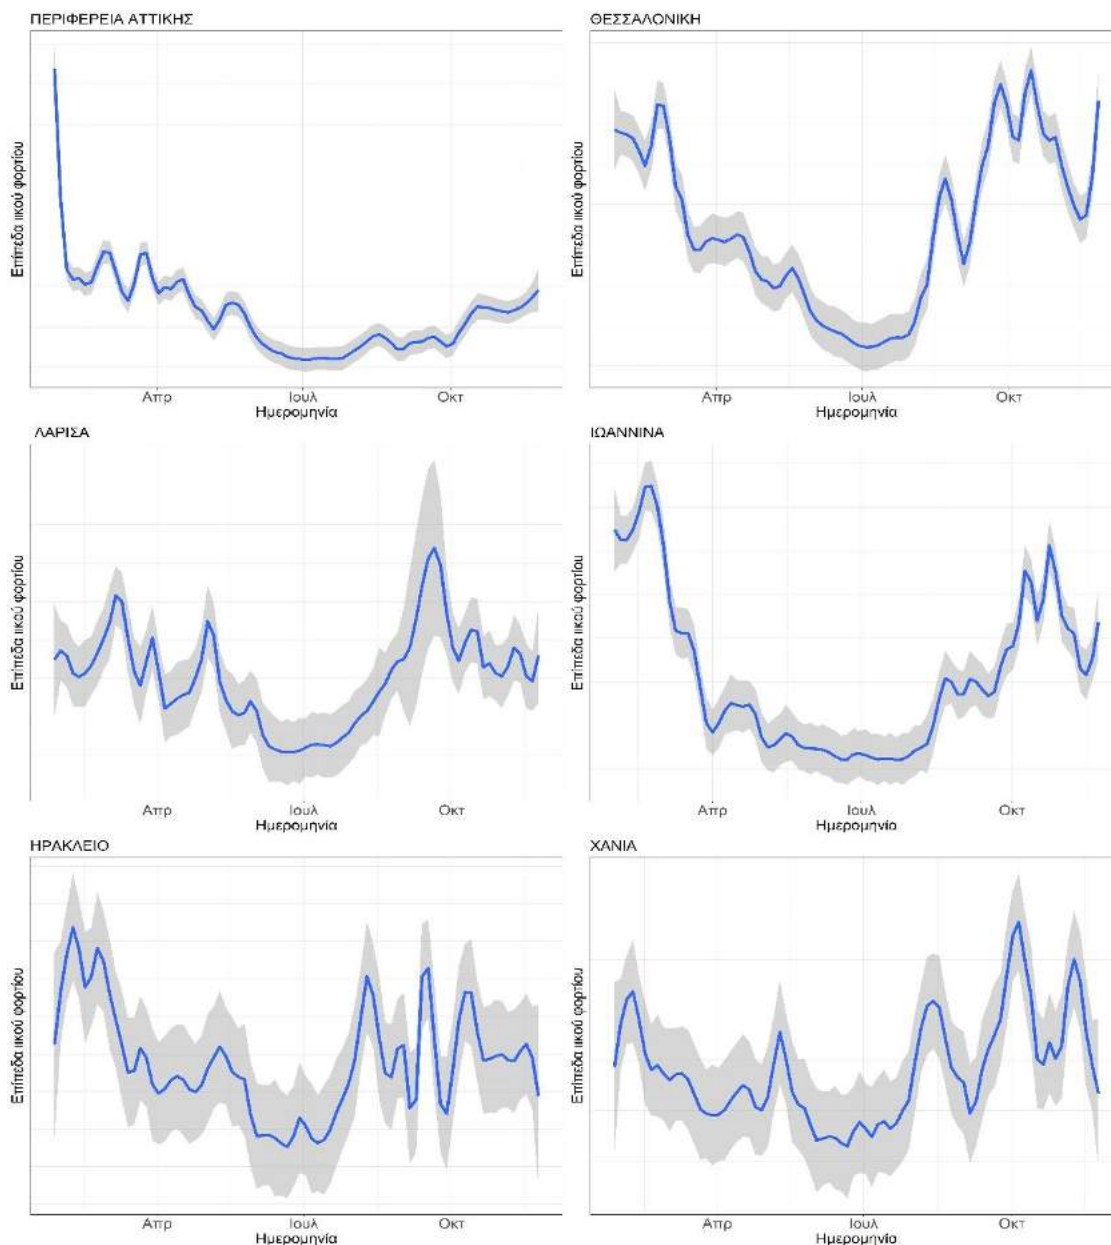 ΠΕΡΙΦΕΡΕΙΑ ΑΤΤΙΚΗΣ
Επίπεδα ιικού φορτίου
Απρ Ιουλ Οκτ
Ημερομηνία
ΘΕΣΣΑΛΟΝΙΚΗ
Επίπεδα ιικού φορτίου
Απρ Ιουλ Οκτ
Ημερομηνία
ΛΑΡΙΣΑ
Επίπεδα ιικού φορτίου
Απρ Ιουλ Οκτ
Ημερομηνία
ΙΩΑΝΝΙΝΑ
Επίπεδα ιικού φορτίου
Απρ Ιουλ Οκτ
Ημερομηνία
ΗΡΑΚΛΕΙΟ
Επίπεδα ιικού φορτίου
Απρ Ιουλ Οκτ
Ημερομηνία
ΧΑΝΙΑ
Επίπεδα ιικού φορτίου
Απρ Ιουλ Οκτ
Ημερομηνία